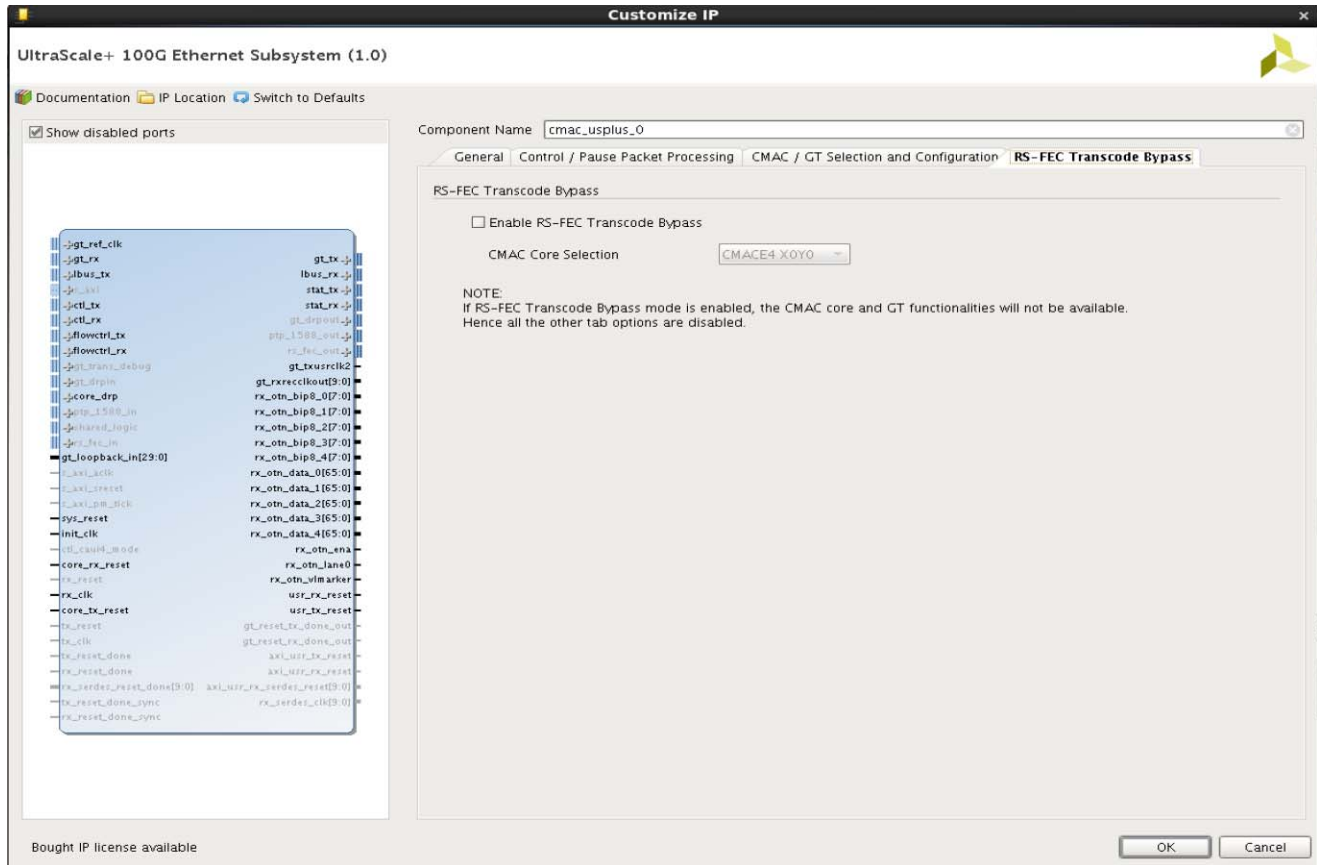 Customize IP
UltraScale+ 100G Ethernet Subsystem (1.0)
Documentation IP Location Switch to Defaults
Show disabled ports
gt_ref_clk
gt_rx
lbus_tx
s_axi
ctl_tx
ctl_rx
flowctrl_tx
flowctrl_rx
gt_trans_debug
gt_drpin
core_drp
ptp_1588_in
shared_logic
rs_fec_in
gt_loopback_in[29:0]
s_axi_aclk
s_axi_sreset
s_axi_pm_tick
sys_reset
init_clk
ctl_caui4_mode
core_rx_reset
rx_reset
rx_clk
core_tx_reset
tx_reset
tx_clk
tx_reset_done
rx_reset_done
rx_serdes_reset_done[9:0]
tx_reset_done_sync
rx_reset_done_sync
gt_tx
lbus_rx
stat_tx
stat_rx
gt_drpout
ptp_1588_out
rs_fec_out
gt_txusrclk2
gt_rxrecclkout[9:0]
rx_otn_bip8_0[7:0]
rx_otn_bip8_1[7:0]
rx_otn_bip8_2[7:0]
rx_otn_bip8_3[7:0]
rx_otn_bip8_4[7:0]
rx_otn_data_0[65:0]
rx_otn_data_1[65:0]
rx_otn_data_2[65:0]
rx_otn_data_3[65:0]
rx_otn_data_4[65:0]
rx_otn_ena
rx_otn_lane0
rx_otn_vlmarker
usr_rx_reset
usr_tx_reset
gt_reset_tx_done_out
gt_reset_rx_done_out
axi_usr_tx_reset
axi_usr_rx_reset
axi_usr_rx_serdes_reset[9:0]
rx_serdes_clk[9:0]
Component Name cmac_usplus_0
General Control / Pause Packet Processing CMAC / GT Selection and Configuration RS-FEC Transcode Bypass
RS-FEC Transcode Bypass
Enable RS-FEC Transcode Bypass
CMAC Core Selection CMACE4 X0Y0
NOTE:
If RS-FEC Transcode Bypass mode is enabled, the CMAC core and GT functionalities will not be available.
Hence all the other tab options are disabled.
Bought IP license available
OK Cancel